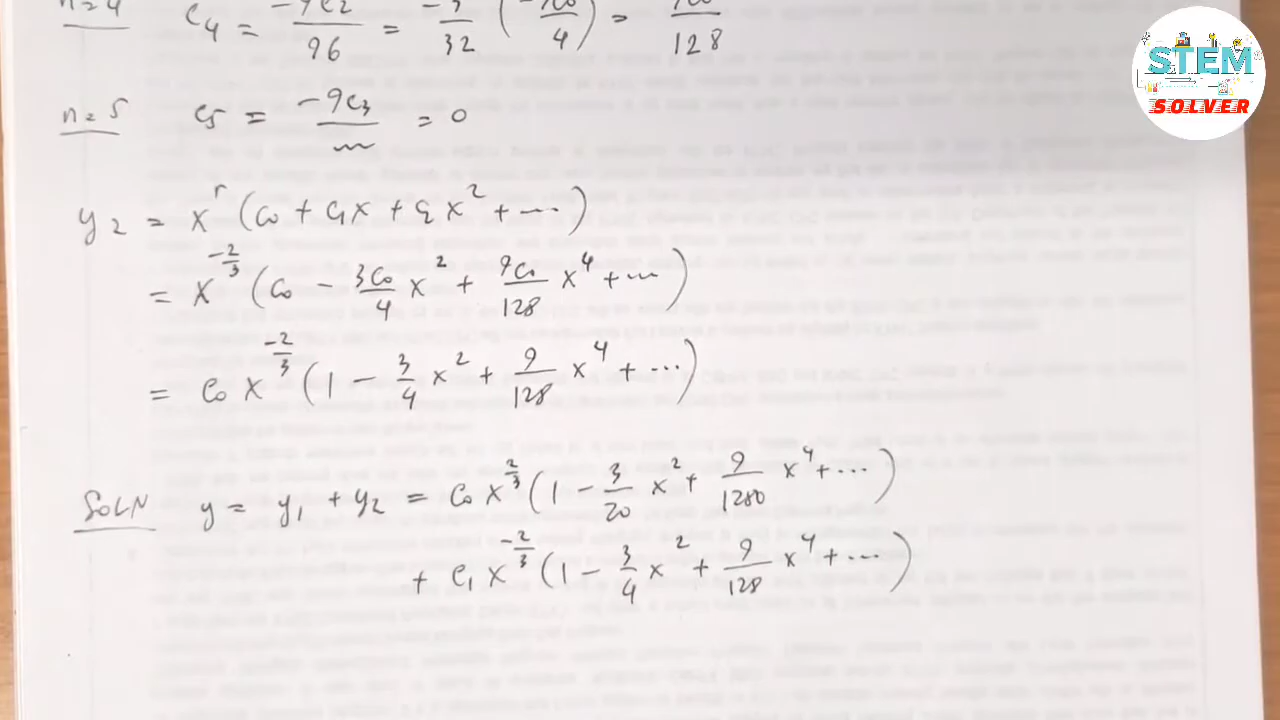 n=4 C4 = -9C2/96 = -3/32 (-3C0/4) = 9C0/128
STEM
SOLVER
n=5 C5 = -9C3/~ = 0
y2 = x^r (C0 + C1x + C2x^2 + ...)
= x^(-2/3) (C0 - 3C0/4 x^2 + 9C0/128 x^4 + ...)
= C0 x^(-2/3) (1 - 3/4 x^2 + 9/128 x^4 + ...)
SOLN y = y1 + y2 = C0 x^(2/3) (1 - 3/20 x^2 + 9/1280 x^4 + ...)
+ C1 x^(-2/3) (1 - 3/4 x^2 + 9/128 x^4 + ...)